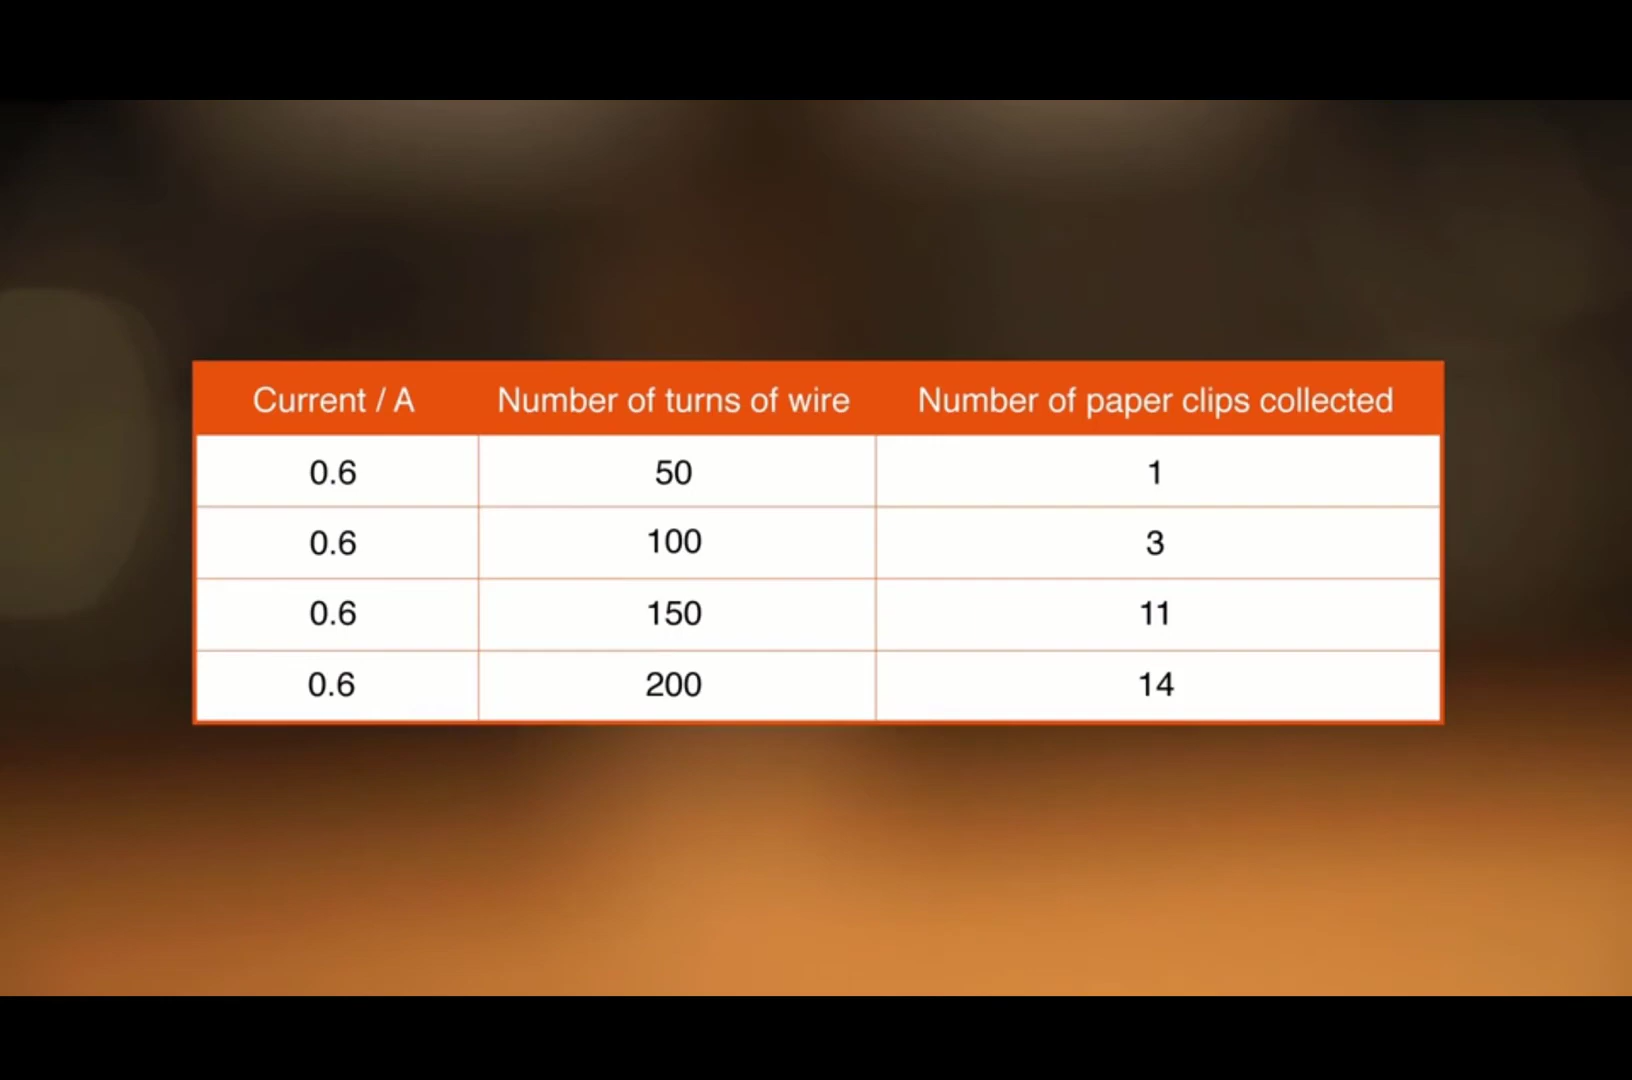 Current / A Number of turns of wire Number of paper clips collected
0.6 50 1
0.6 100 3
0.6 150 11
0.6 200 14